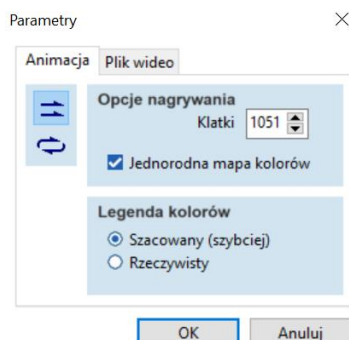 Parametry
Animacja Plik wideo
Opcje nagrywania
Klatki 1051
Jednorodna mapa kolorów
Legenda kolorów
Szacowany (szybciej)
Rzeczywisty
OK Anuluj